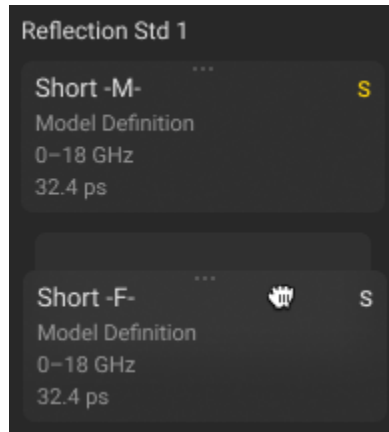 Reflection Std 1
Short -M- S
Model Definition
0–18 GHz
32.4 ps
Short -F- S
Model Definition
0–18 GHz
32.4 ps